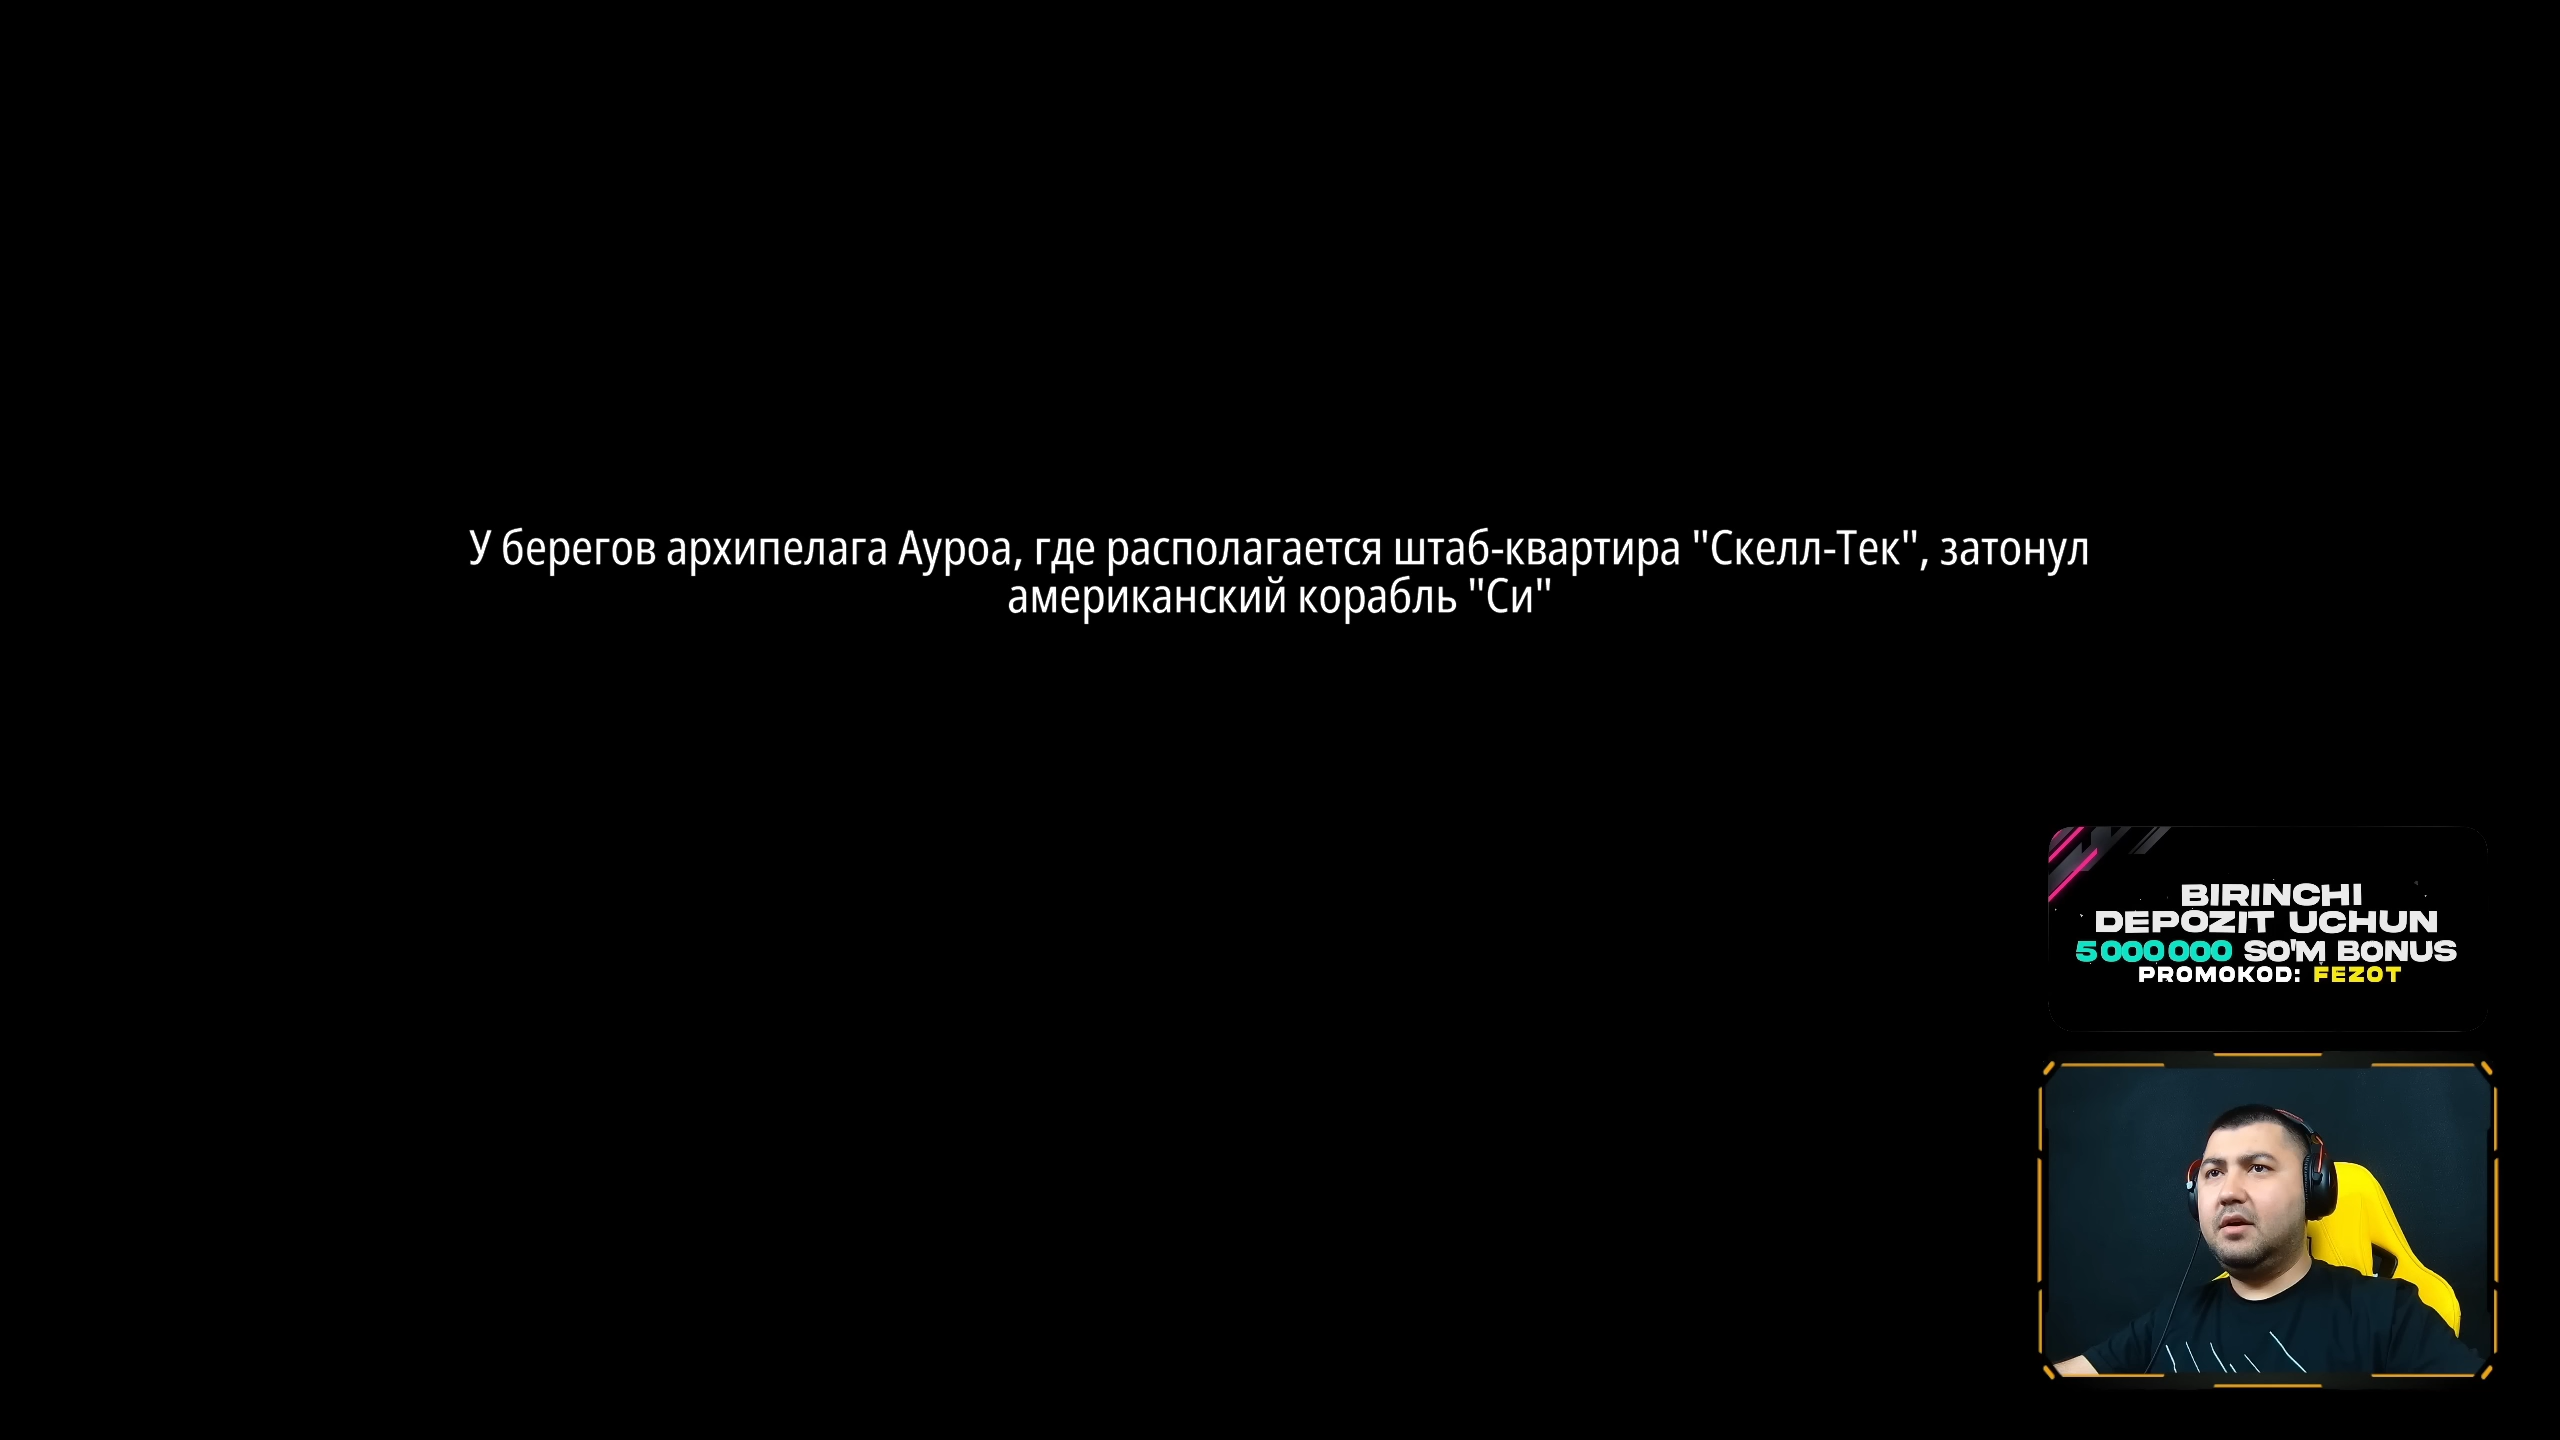 У берегов архипелага Ауроа, где располагается штаб-квартира "Скелл-Тек", затонул
американский корабль "Си"
BIRINCHI
DEPOZIT UCHUN
5 000 000 SO'M BONUS
PROMOKOD: FEZOT